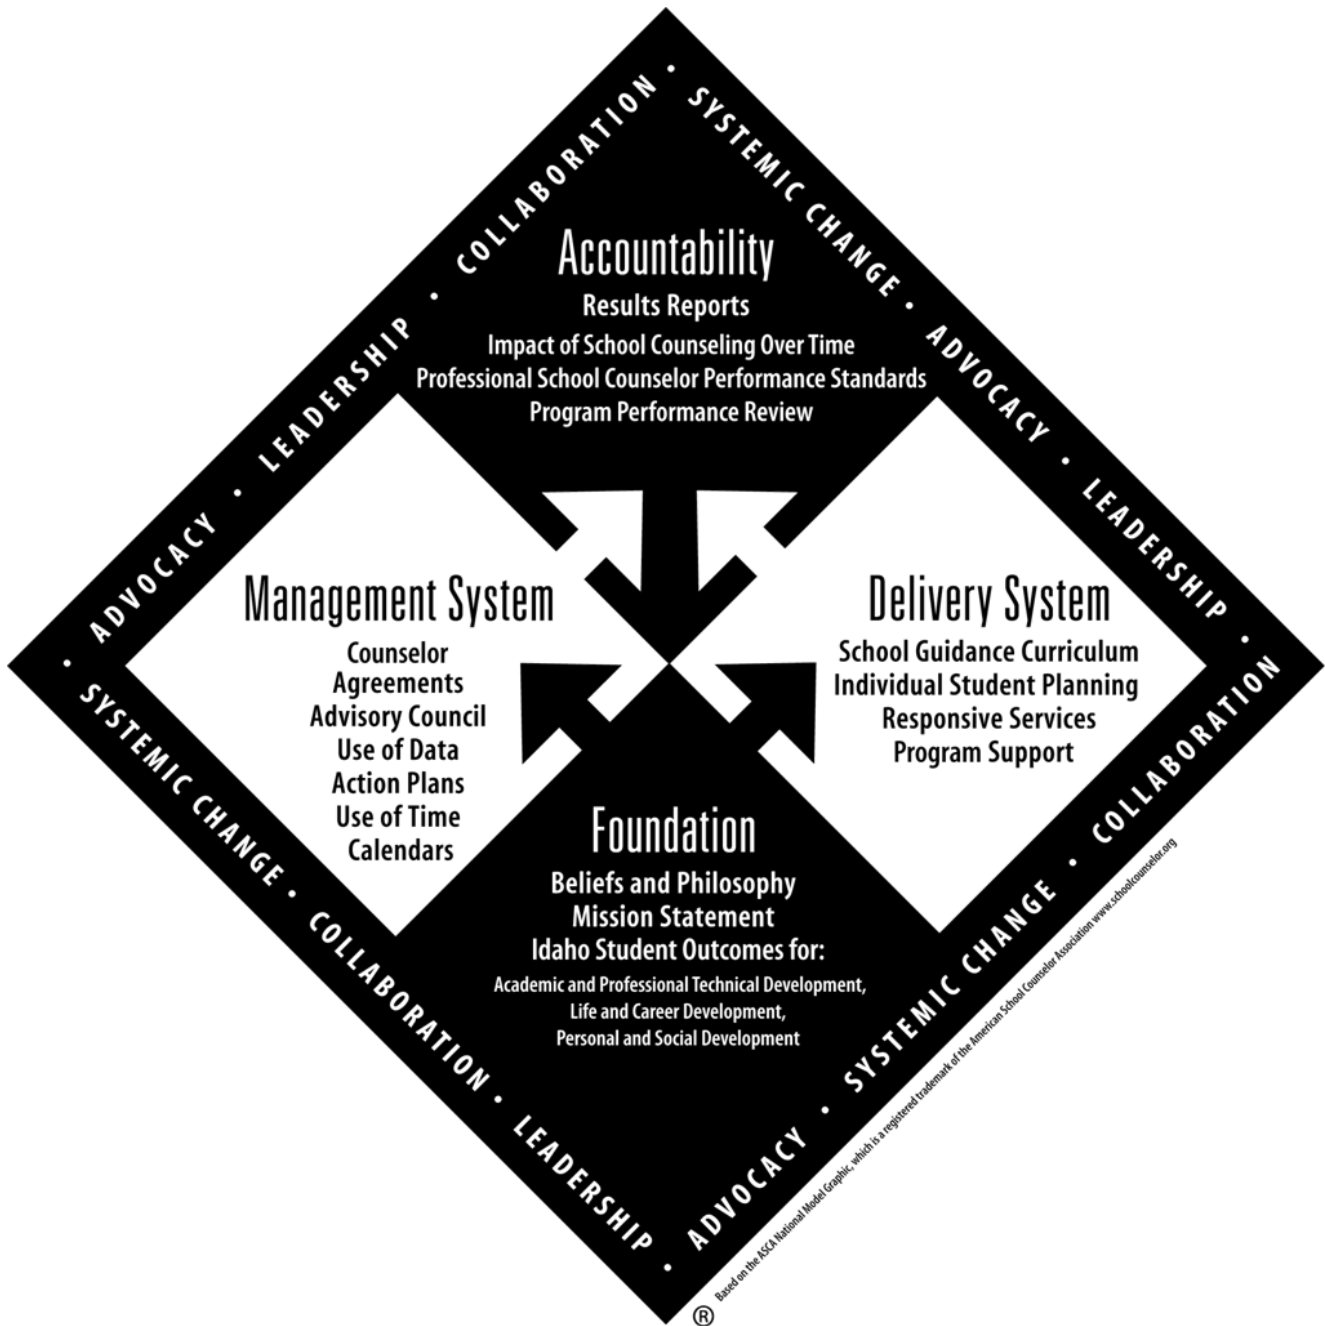 COLLABORATION • SYSTEMIC CHANGE • ADVOCACY • LEADERSHIP •
ADVOCACY • LEADERSHIP •
Accountability
Results Reports
Impact of School Counseling Over Time
Professional School Counselor Performance Standards
Program Performance Review
Management System
Counselor
Agreements
Advisory Council
Use of Data
Action Plans
Use of Time
Calendars
Delivery System
School Guidance Curriculum
Individual Student Planning
Responsive Services
Program Support
Foundation
Beliefs and Philosophy
Mission Statement
Idaho Student Outcomes for:
Academic and Professional Technical Development,
Life and Career Development,
Personal and Social Development
• SYSTEMIC CHANGE • COLLABORATION • LEADERSHIP •
ADVOCACY • SYSTEMIC CHANGE • COLLABORATION
® Based on the ASCA National Model Graphic, which is a registered trademark of the American School Counselor Association www.schoolcounselor.org